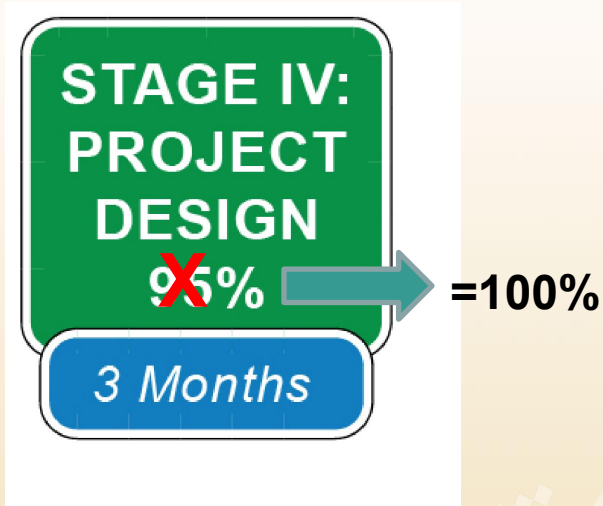 STAGE IV:
PROJECT
DESIGN
95% =100%
X
3 Months